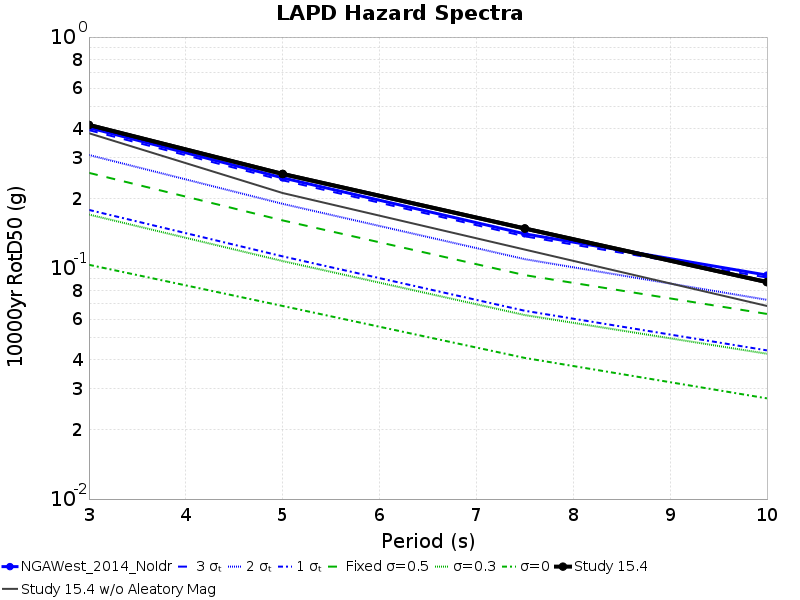 LAPD Hazard Spectra
10⁰
8
6
4
3
2
10⁻¹
8
6
4
3
2
10⁻²
10000yr RotD50 (g)
3 4 5 6 7 8 9 10
Period (s)
NGAWest_2014_NoIdr 3 σₜ 2 σₜ 1 σₜ Fixed σ=0.5 σ=0.3 σ=0 Study 15.4
Study 15.4 w/o Aleatory Mag